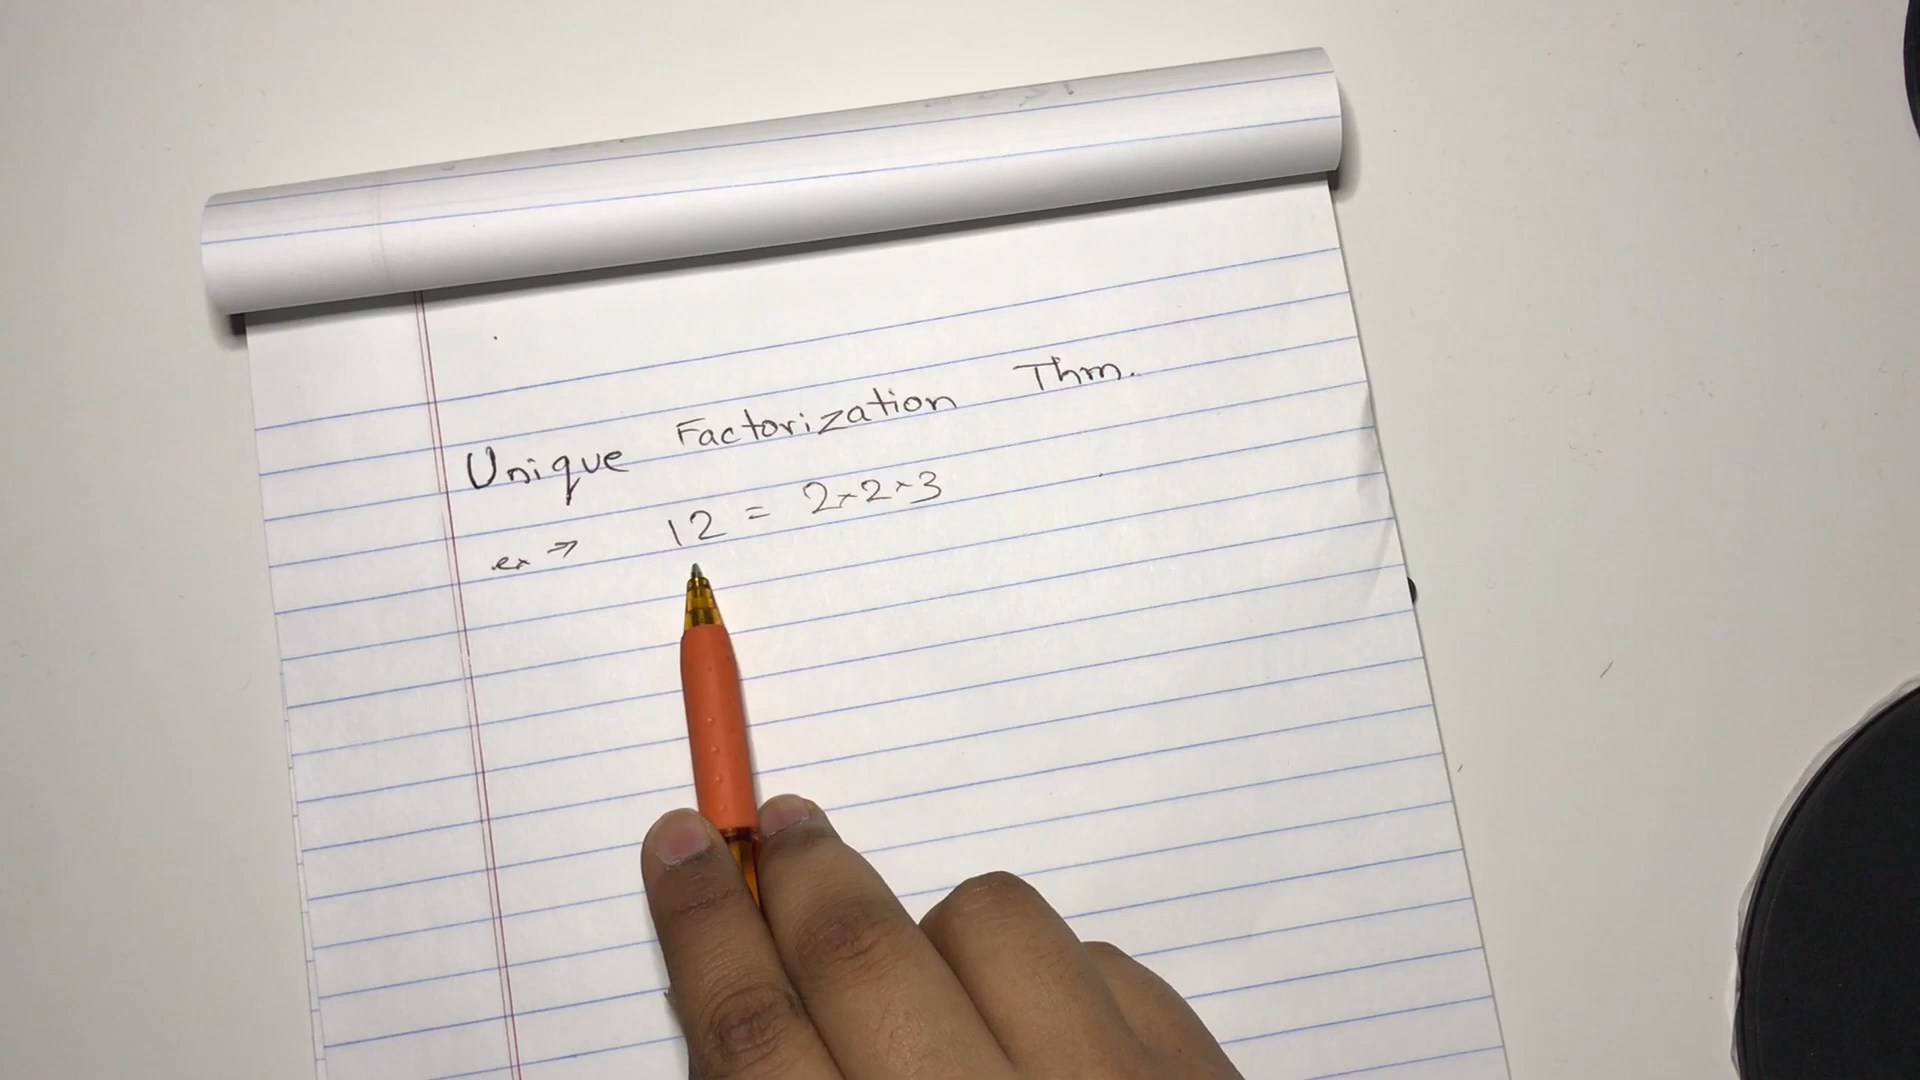 Unique Factorization Thm.
ex ⇒ 12 = 2×2×3